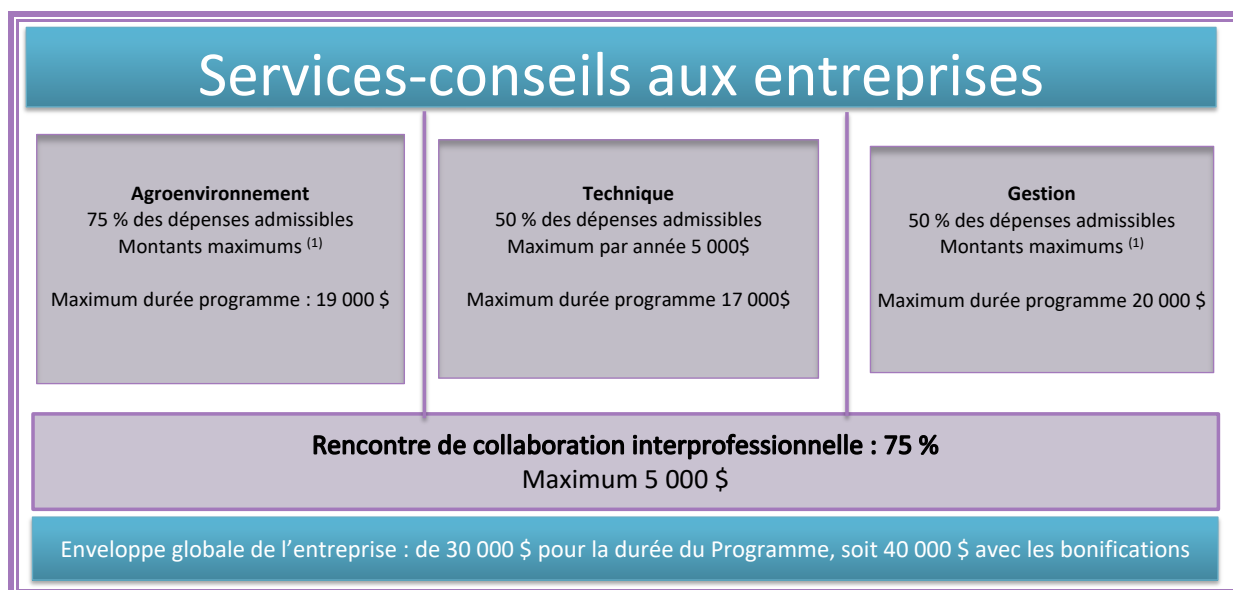 Services-conseils aux entreprises
Agroenvironnement
75 % des dépenses admissibles
Montants maximums (1)
Maximum durée programme : 19 000 $
Technique
50 % des dépenses admissibles
Maximum par année 5 000$
Maximum durée programme 17 000$
Gestion
50 % des dépenses admissibles
Montants maximums (1)
Maximum durée programme 20 000 $
Rencontre de collaboration interprofessionnelle : 75 %
Maximum 5 000 $
Enveloppe globale de l’entreprise : de 30 000 $ pour la durée du Programme, soit 40 000 $ avec les bonifications